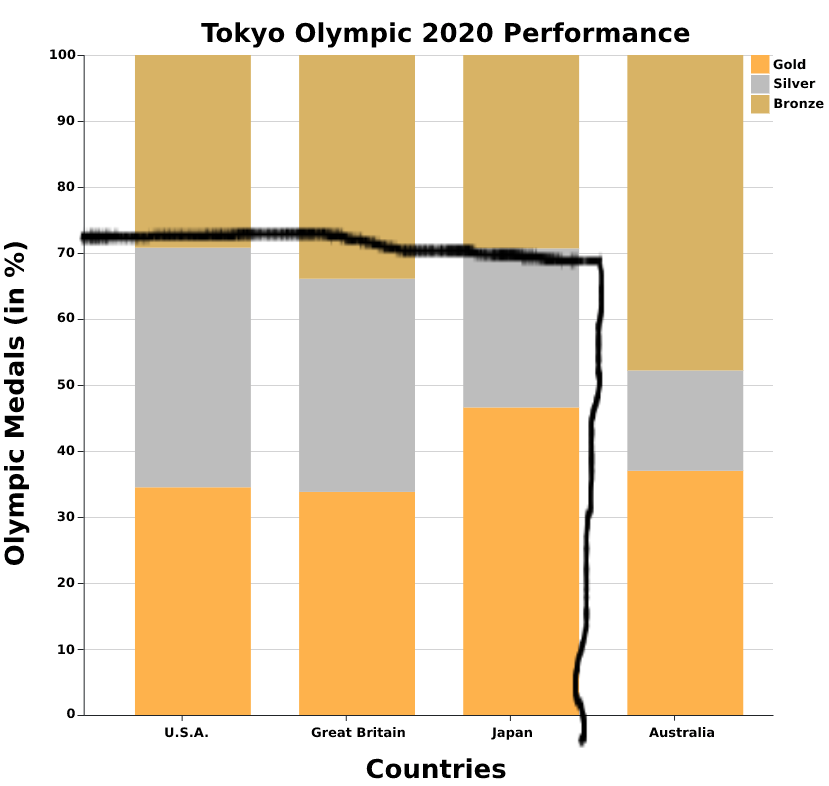 Tokyo Olympic 2020 Performance
Gold
Silver
Bronze
Olympic Medals (in %)
100
90
80
70
60
50
40
30
20
10
0
U.S.A.
Great Britain
Japan
Australia
Countries